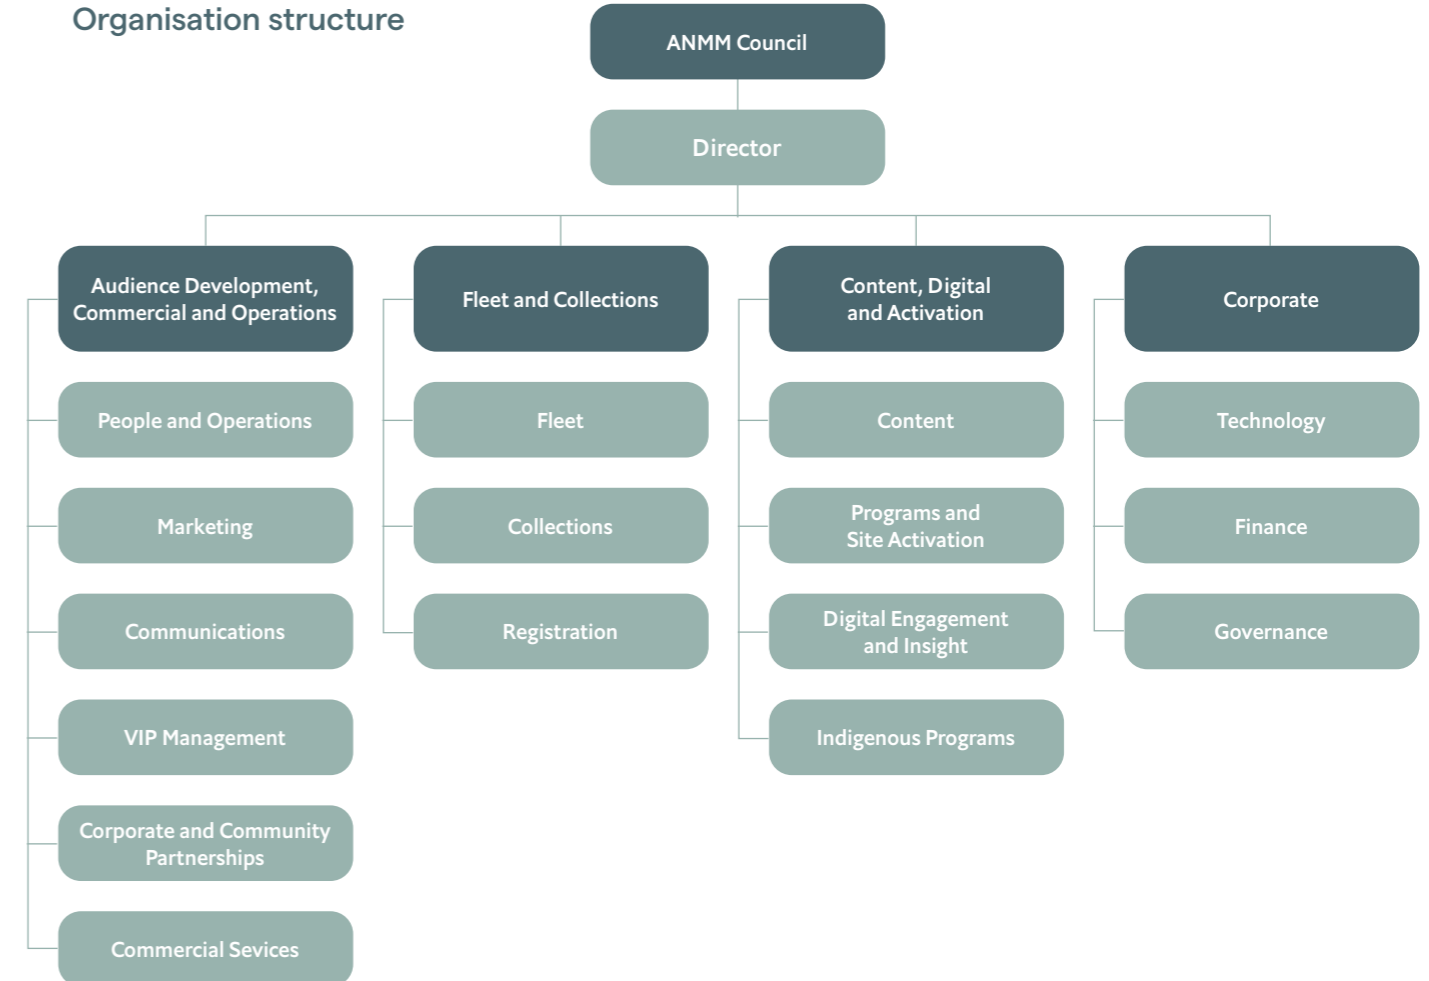 Organisation structure
ANMM Council
Director
Audience Development,
Commercial and Operations
People and Operations
Marketing
Communications
VIP Management
Corporate and Community
Partnerships
Commercial Sevices
Fleet and Collections
Fleet
Collections
Registration
Content, Digital
and Activation
Content
Programs and
Site Activation
Digital Engagement
and Insight
Indigenous Programs
Corporate
Technology
Finance
Governance